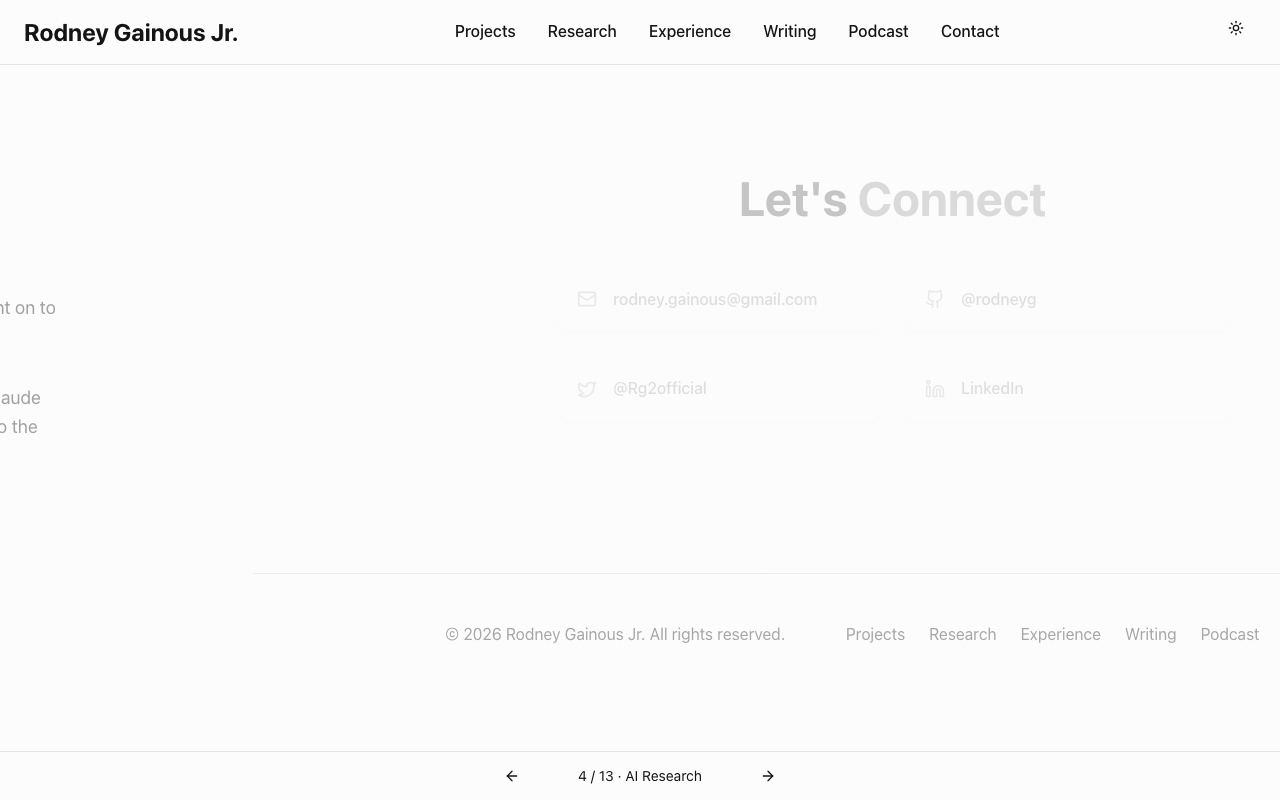 Rodney Gainous Jr.
Projects Research Experience Writing Podcast Contact
Let's Connect
rodney.gainous@gmail.com
@rodneyg
@Rg2official
LinkedIn
on to
aude
the
© 2026 Rodney Gainous Jr. All rights reserved.
Projects Research Experience Writing Podcast
4 / 13 · AI Research